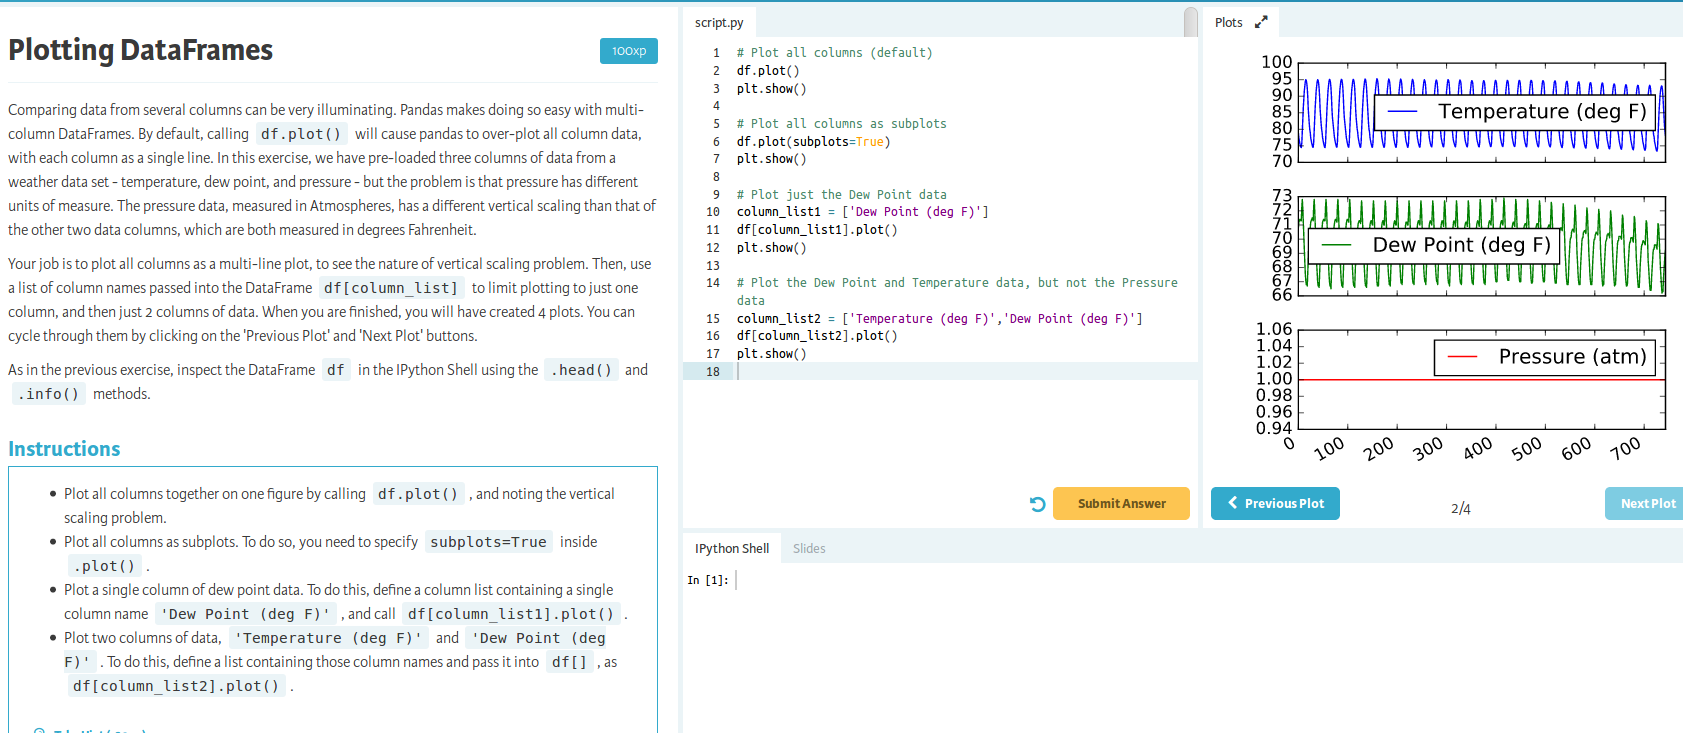 Plotting DataFrames
100xp
Comparing data from several columns can be very illuminating. Pandas makes doing so easy with multi-
column DataFrames. By default, calling df.plot() will cause pandas to over-plot all column data,
with each column as a single line. In this exercise, we have pre-loaded three columns of data from a
weather data set - temperature, dew point, and pressure - but the problem is that pressure has different
units of measure. The pressure data, measured in Atmospheres, has a different vertical scaling than that of
the other two data columns, which are both measured in degrees Fahrenheit.
Your job is to plot all columns as a multi-line plot, to see the nature of vertical scaling problem. Then, use
a list of column names passed into the DataFrame df[column_list] to limit plotting to just one
column, and then just 2 columns of data. When you are finished, you will have created 4 plots. You can
cycle through them by clicking on the 'Previous Plot' and 'Next Plot' buttons.
As in the previous exercise, inspect the DataFrame df in the IPython Shell using the .head() and
.info() methods.
Instructions
• Plot all columns together on one figure by calling df.plot() , and noting the vertical
scaling problem.
• Plot all columns as subplots. To do so, you need to specify subplots=True inside
.plot() .
• Plot a single column of dew point data. To do this, define a column list containing a single
column name 'Dew Point (deg F)' , and call df[column_list1].plot() .
• Plot two columns of data, 'Temperature (deg F)' and 'Dew Point (deg
F)' . To do this, define a list containing those column names and pass it into df[] , as
df[column_list2].plot() .
script.py
1 # Plot all columns (default)
2 df.plot()
3 plt.show()
4
5 # Plot all columns as subplots
6 df.plot(subplots=True)
7 plt.show()
8
9 # Plot just the Dew Point data
10 column_list1 = ['Dew Point (deg F)']
11 df[column_list1].plot()
12 plt.show()
13
14 # Plot the Dew Point and Temperature data, but not the Pressure
data
15 column_list2 = ['Temperature (deg F)','Dew Point (deg F)']
16 df[column_list2].plot()
17 plt.show()
18
Submit Answer
IPython Shell Slides
In [1]:
Plots
100
95
90
85
80
75
70
Temperature (deg F)
73
72
71
70
69
68
67
66
Dew Point (deg F)
1.06
1.04
1.02
1.00
0.98
0.96
0.94
Pressure (atm)
0 100 200 300 400 500 600 700
Previous Plot
2/4
Next Plot